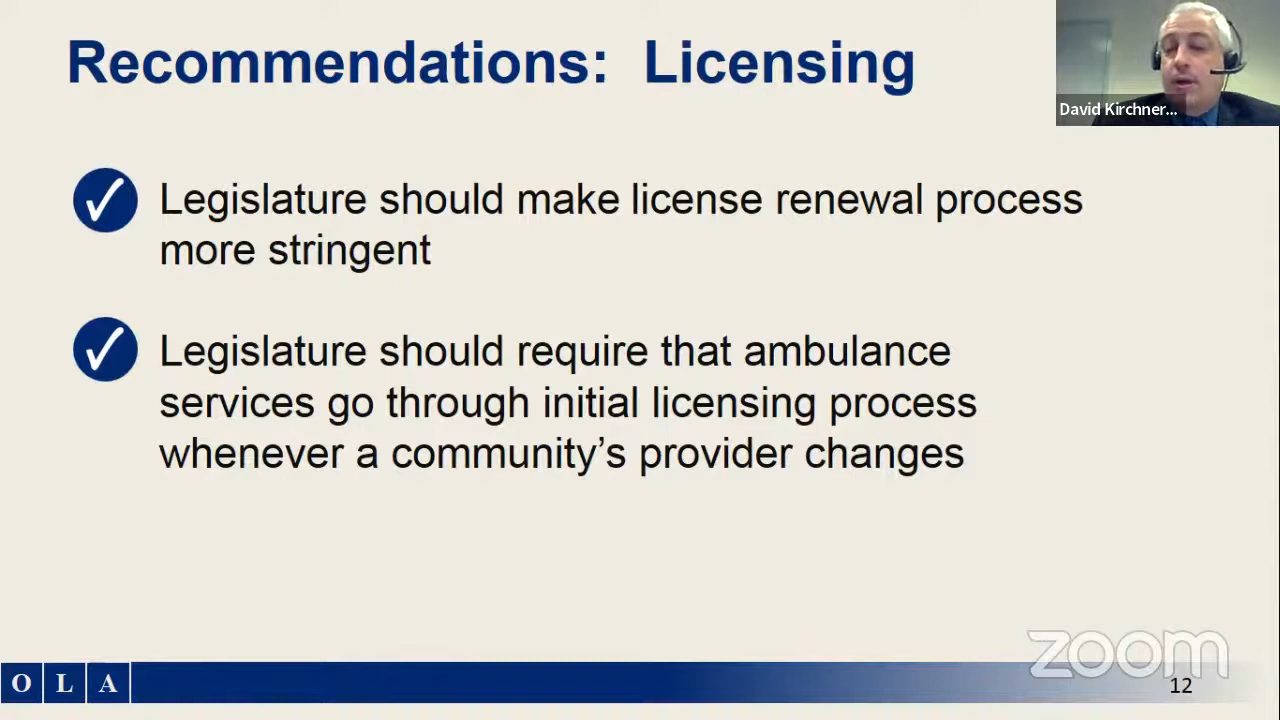 Recommendations: Licensing
David Kirchner...
Legislature should make license renewal process
more stringent
Legislature should require that ambulance
services go through initial licensing process
whenever a community’s provider changes
zoom
O L A
12